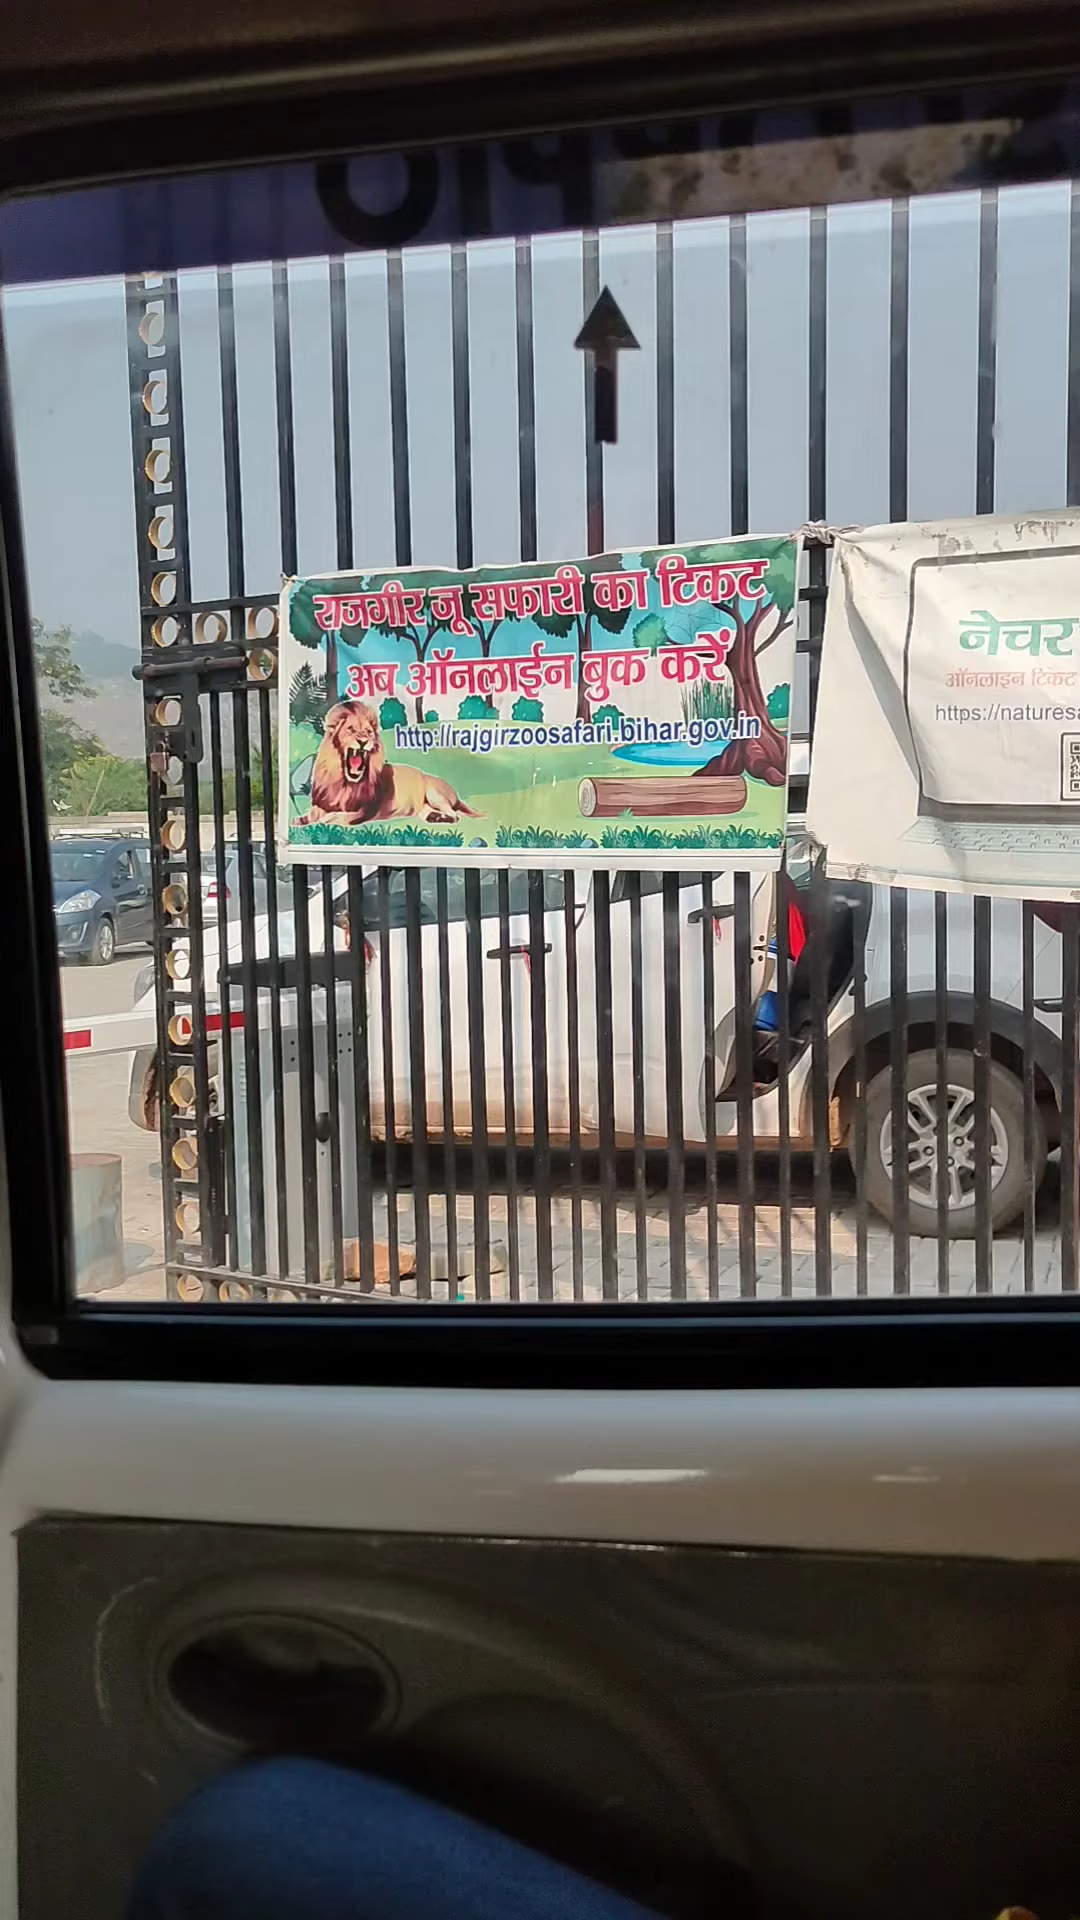 राजगीर जू सफारी का टिकट
अब ऑनलाईन बुक करें
http://rajgirzoosafari.bihar.gov.in
नेचर
ऑनलाइन टिकट
https://naturesa